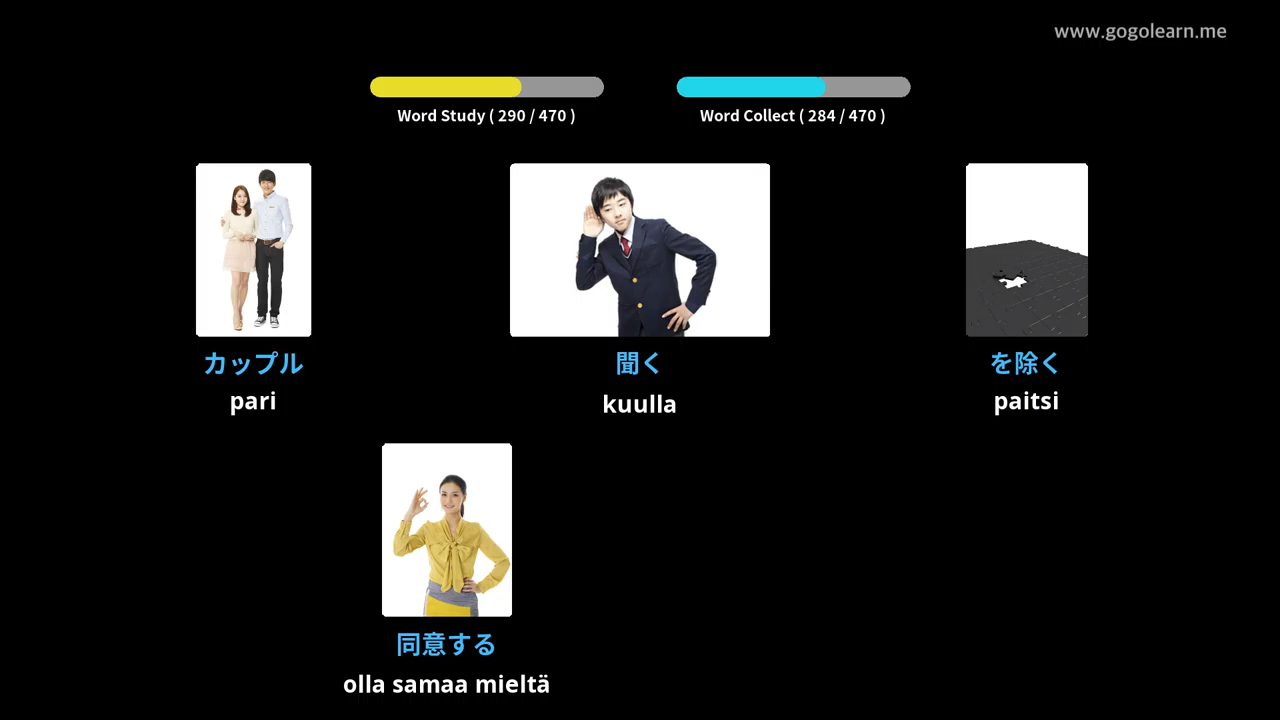 www.gogolearn.me
Word Study ( 290 / 470 )
Word Collect ( 284 / 470 )
カップル
pari
聞く
kuulla
を除く
paitsi
同意する
olla samaa mieltä